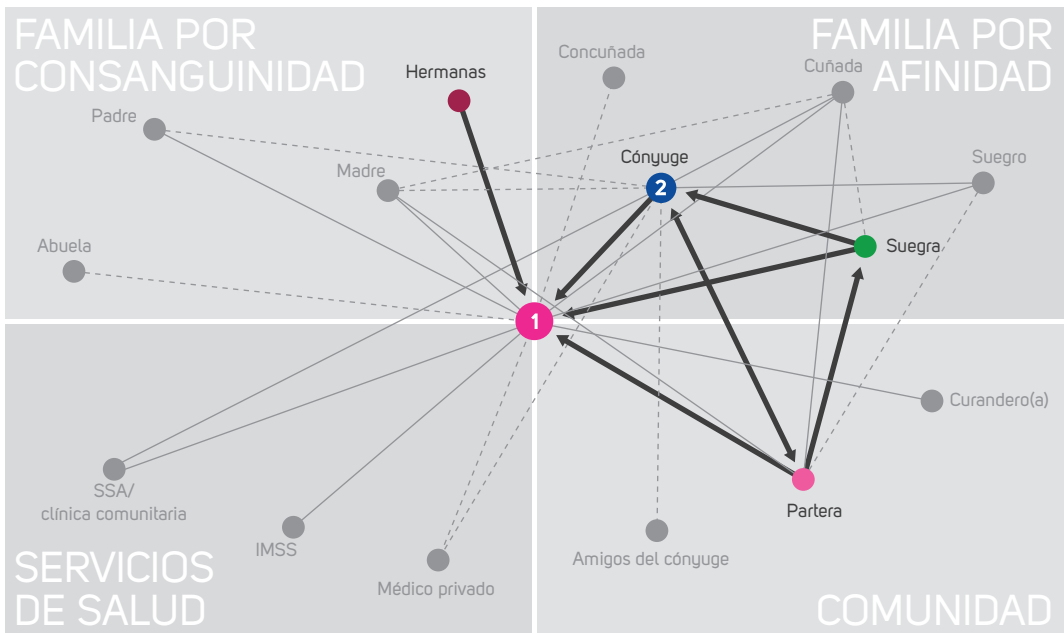 FAMILIA POR
CONSANGUINIDAD
Hermanas
Padre
Madre
Abuela
FAMILIA POR
AFINIDAD
Concuñada
Cuñada
Cónyuge
2
Suegro
Suegra
1
SSA/
clínica comunitaria
IMSS
Médico privado
SERVICIOS
DE SALUD
Curandero(a)
Partera
Amigos del cónyuge
COMUNIDAD